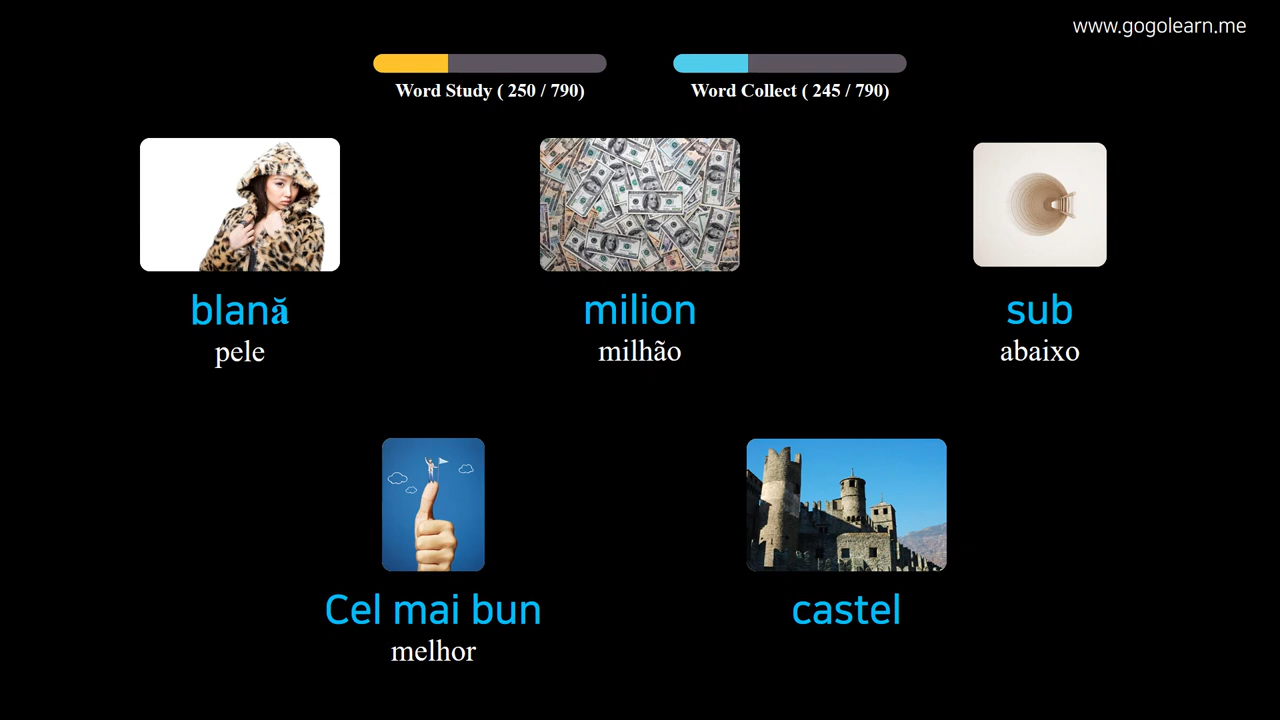 www.gogolearn.me
Word Study ( 250 / 790)
Word Collect ( 245 / 790)
blană
pele
milion
milhão
sub
abaixo
Cel mai bun
melhor
castel